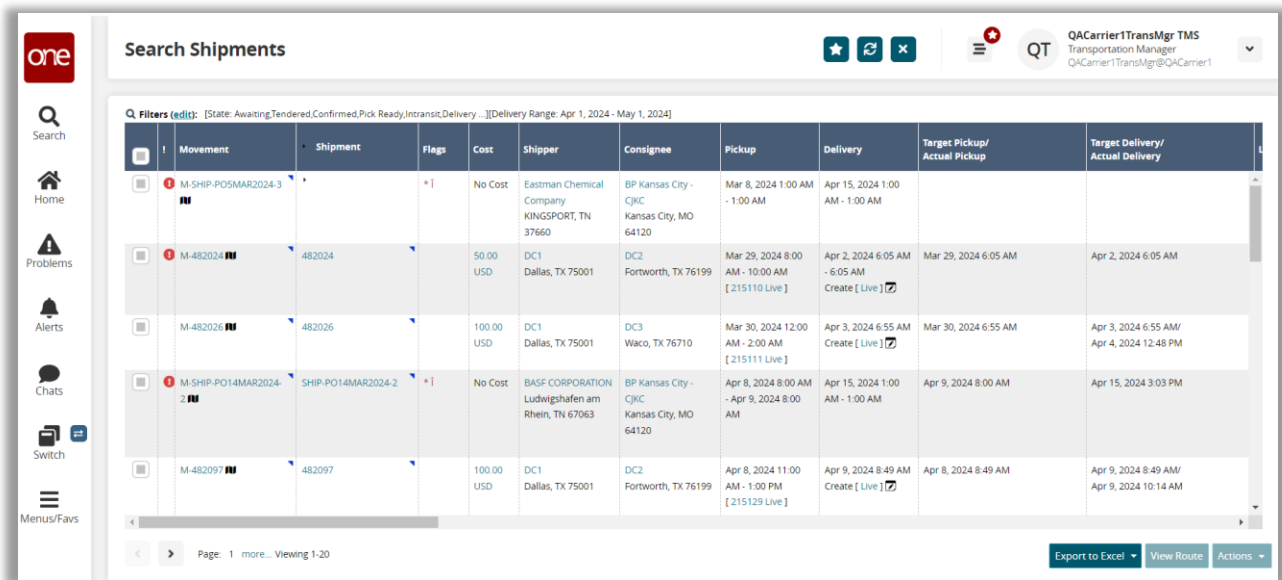 one
Search Shipments
QT
QACarrier1TransMgr TMS
Transportation Manager
QACarrier1TransMgr@QACarrier1
Search
Home
Problems
Alerts
Chats
Switch
Menus/Favs
Filters (edit): [State: Awaiting,Tendered,Confirmed,Pick Ready,Intransit,Delivery ...][Delivery Range: Apr 1, 2024 - May 1, 2024]
! Movement Shipment Flags Cost Shipper Consignee Pickup Delivery Target Pickup/ Target Delivery/
Actual Pickup Actual Delivery
M-SHIP-PO5MAR2024-3 * Î No Cost Eastman Chemical BP Kansas City - Mar 8, 2024 1:00 AM Apr 15, 2024 1:00
Company CJKC - 1:00 AM AM - 1:00 AM
KINGSPORT, TN Kansas City, MO
37660 64120
M-482024 482024 50.00 DC1 DC2 Mar 29, 2024 8:00 Apr 2, 2024 6:05 AM Mar 29, 2024 6:05 AM Apr 2, 2024 6:05 AM
USD Dallas, TX 75001 Fortworth, TX 76199 AM - 10:00 AM - 6:05 AM
[ 215110 Live ] Create [ Live ]
M-482026 482026 100.00 DC1 DC3 Mar 30, 2024 12:00 Apr 3, 2024 6:55 AM Mar 30, 2024 6:55 AM Apr 3, 2024 6:55 AM/
USD Dallas, TX 75001 Waco, TX 76710 AM - 2:00 AM Create [ Live ] Apr 4, 2024 12:48 PM
[ 215111 Live ]
M-SHIP-PO14MAR2024- SHIP-PO14MAR2024-2 * Î No Cost BASF CORPORATION BP Kansas City - Apr 8, 2024 8:00 AM Apr 15, 2024 1:00 Apr 9, 2024 8:00 AM Apr 15, 2024 3:03 PM
2 Ludwigshafen am CJKC - Apr 9, 2024 8:00 AM - 1:00 AM
Rhein, TN 67063 Kansas City, MO AM
64120
M-482097 482097 100.00 DC1 DC2 Apr 8, 2024 11:00 Apr 9, 2024 8:49 AM Apr 8, 2024 8:49 AM Apr 9, 2024 8:49 AM/
USD Dallas, TX 75001 Fortworth, TX 76199 AM - 1:00 PM Create [ Live ] Apr 9, 2024 10:14 AM
[ 215129 Live ]
Page: 1 more... Viewing 1-20
Export to Excel View Route Actions